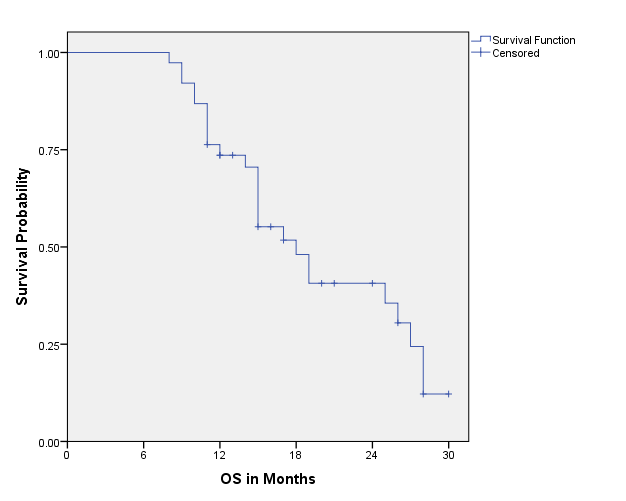 Survival Function
Censored
Survival Probability
1.00
0.75
0.50
0.25
0.00
0 6 12 18 24 30
OS in Months